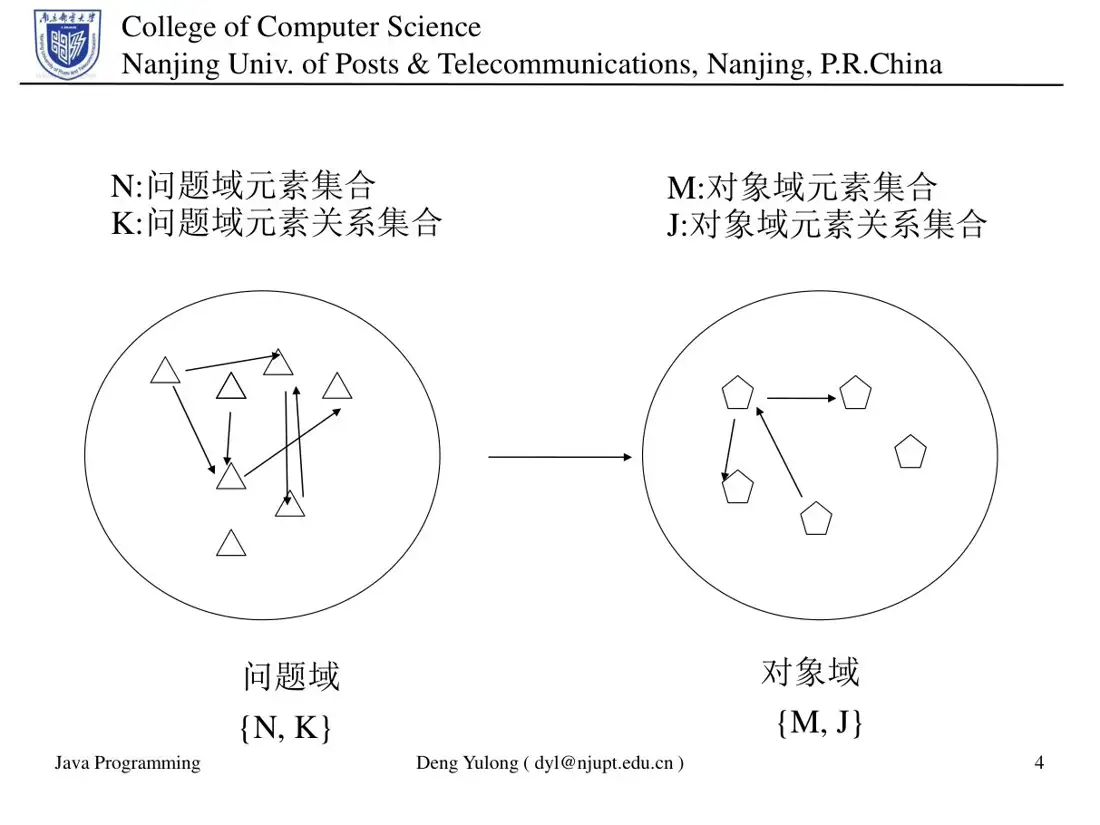 College of Computer Science
Nanjing Univ. of Posts & Telecommunications, Nanjing, P.R.China
N:问题域元素集合
K:问题域元素关系集合
M:对象域元素集合
J:对象域元素关系集合
问题域
{N, K}
对象域
{M, J}
Java Programming
Deng Yulong ( dyl@njupt.edu.cn )
4